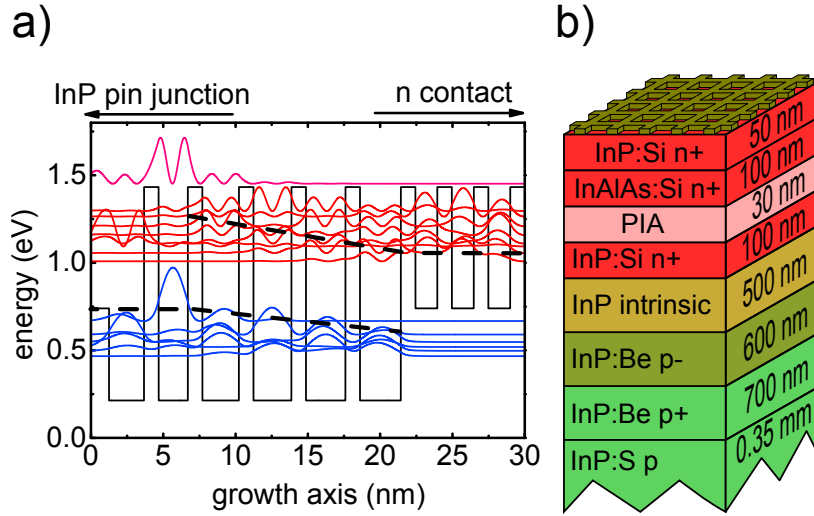 a)
InP pin junction
n contact
1.5
1.0
0.5
0.0
energy (eV)
0
5
10
15
20
25
30
growth axis (nm)
b)
InP:Si n+
50 nm
InAlAs:Si n+
100 nm
PIA
30 nm
InP:Si n+
100 nm
InP intrinsic
500 nm
InP:Be p-
600 nm
InP:Be p+
700 nm
InP:S p
0.35 mm